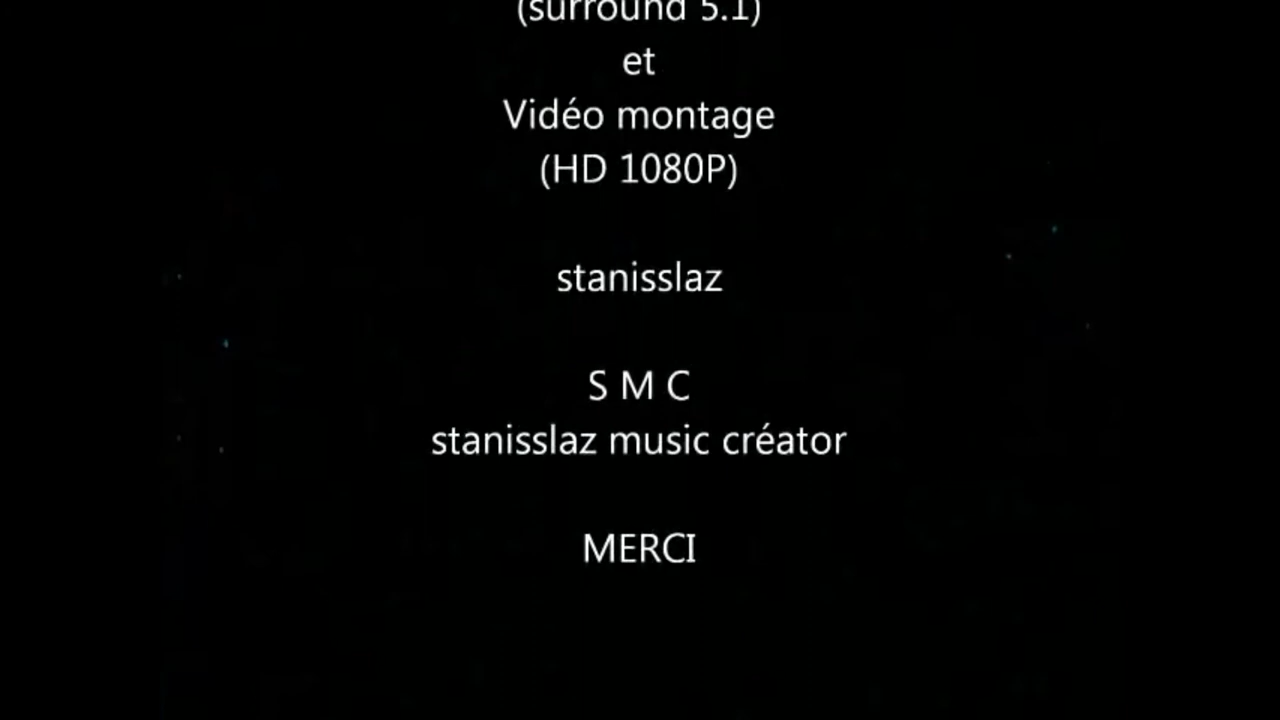 (surround 5.1)
et
Vidéo montage
(HD 1080P)
stanisslaz
S M C
stanisslaz music créator
MERCI